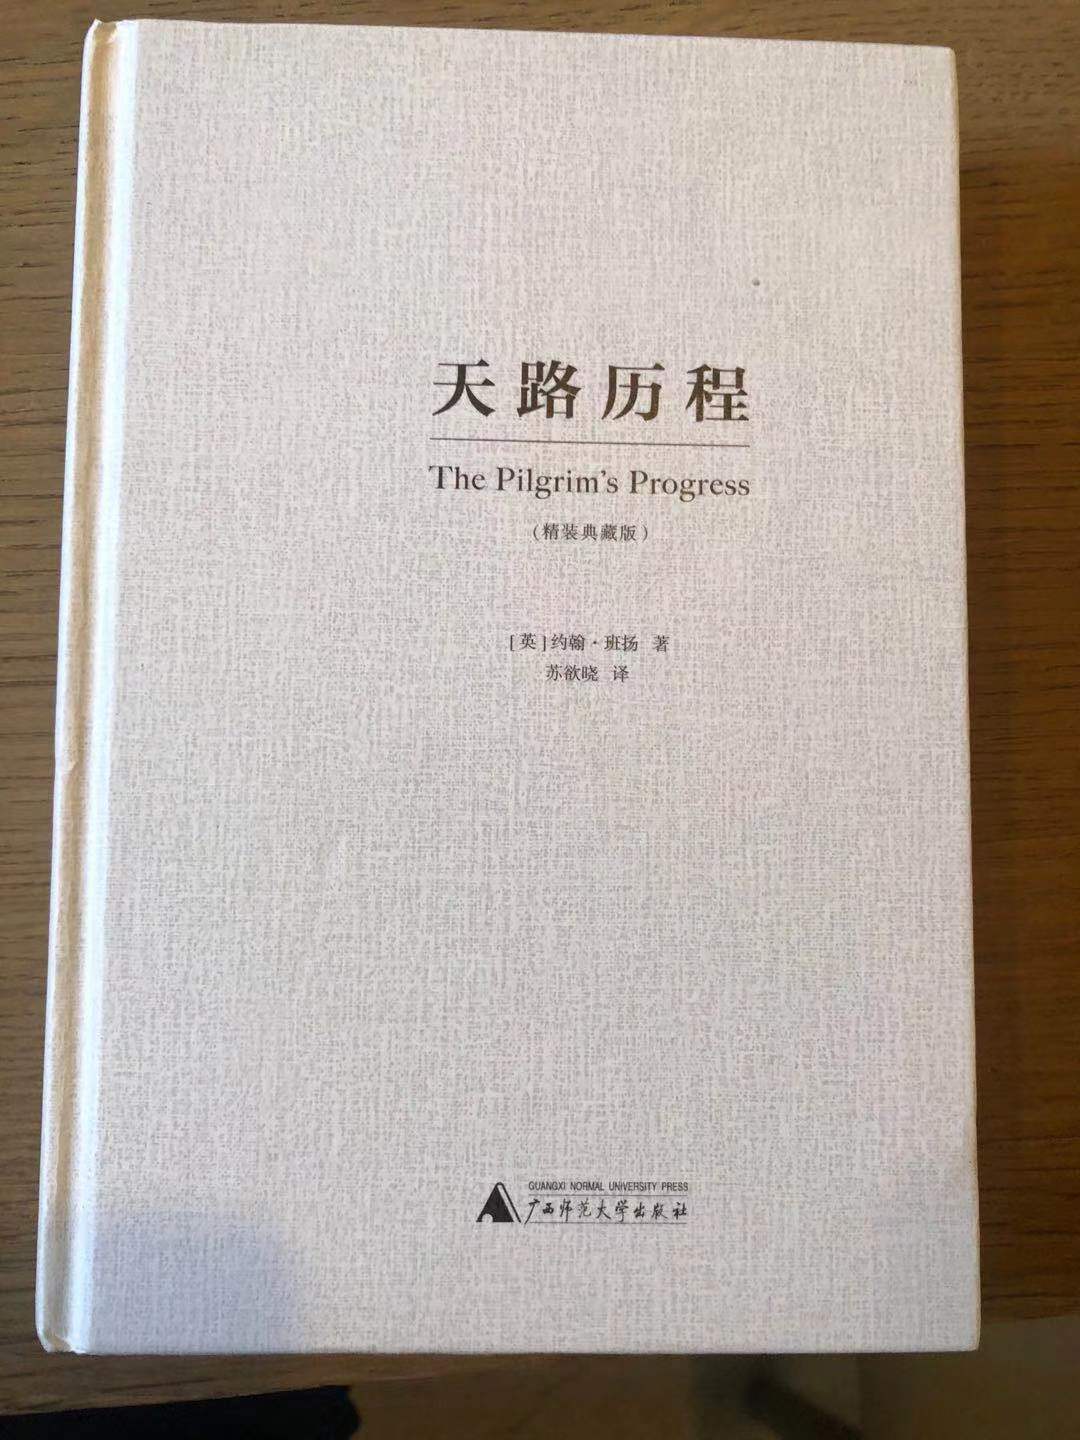 天路历程
The Pilgrim's Progress
（精装典藏版）
[英]约翰·班扬 著
苏欲晓 译
GUANGXI NORMAL UNIVERSITY PRESS
广西师范大学出版社